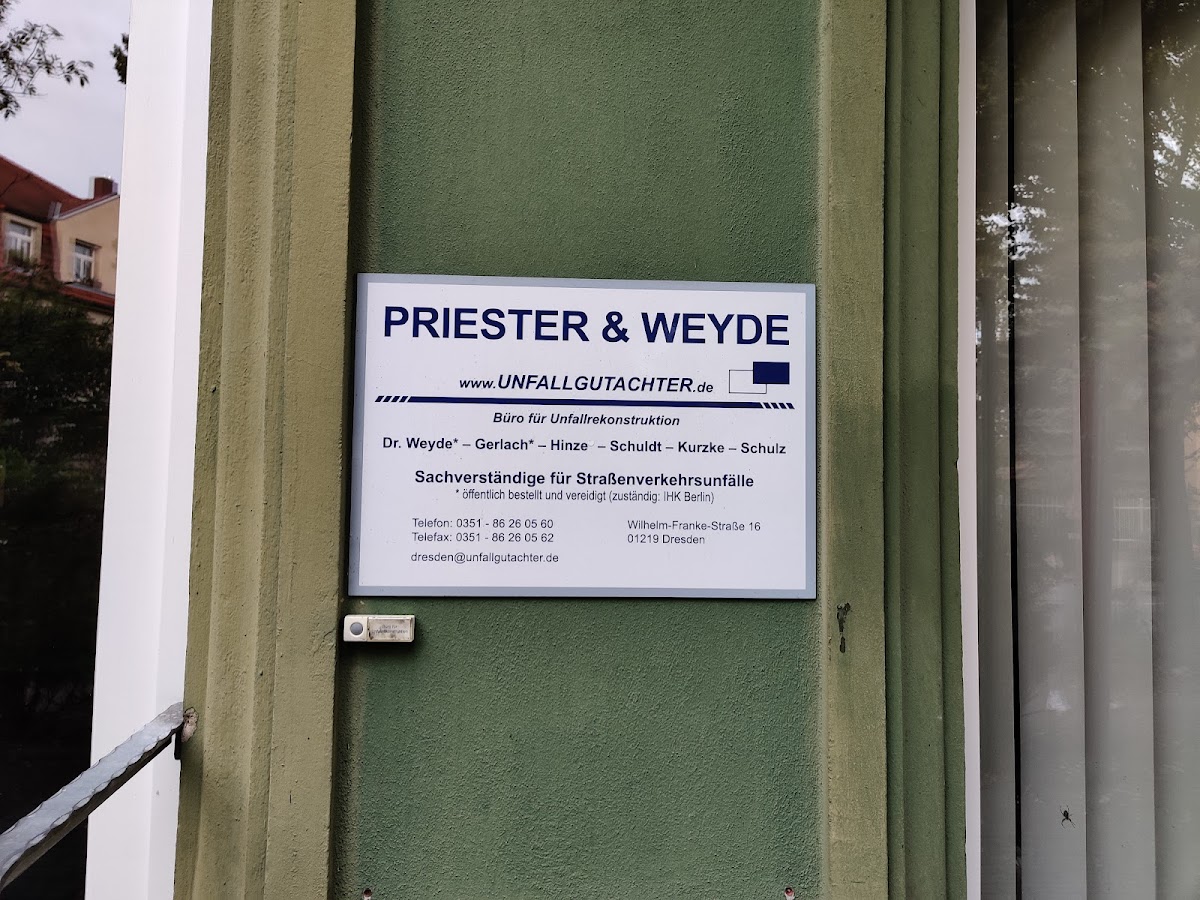 PRIESTER & WEYDE
www.UNFALLGUTACHTER.de
Büro für Unfallrekonstruktion
Dr. Weyde* – Gerlach* – Hinze – Schuldt – Kurzke – Schulz
Sachverständige für Straßenverkehrsunfälle
* öffentlich bestellt und vereidigt (zuständig: IHK Berlin)
Telefon: 0351 - 86 26 05 60
Telefax: 0351 - 86 26 05 62
dresden@unfallgutachter.de
Wilhelm-Franke-Straße 16
01219 Dresden